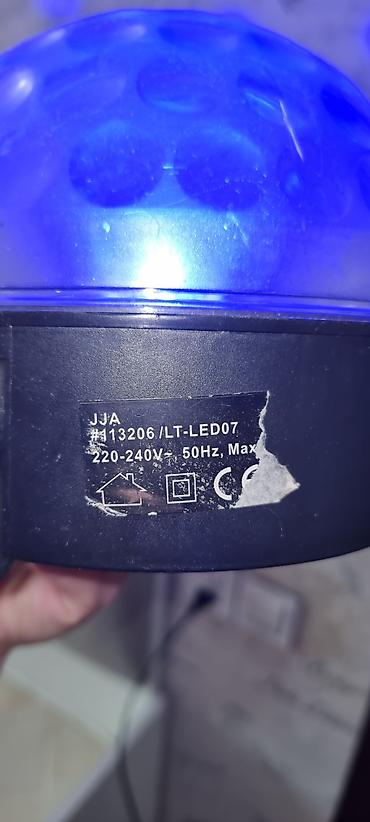 JJA
#113206/LT-LED07
220-240V~ 50Hz, Max
CE